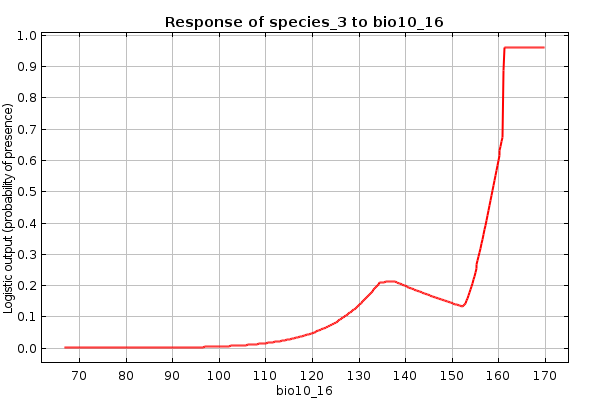 Response of species_3 to bio10_16
Logistic output (probability of presence)
1.0
0.9
0.8
0.7
0.6
0.5
0.4
0.3
0.2
0.1
0.0
70 80 90 100 110 120 130 140 150 160 170
bio10_16